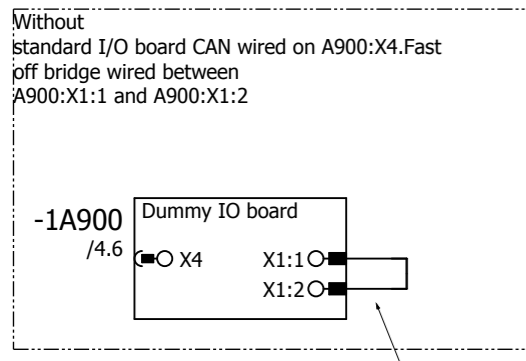 Without
standard I/O board CAN wired on A900:X4.Fast
off bridge wired between
A900:X1:1 and A900:X1:2
-1A900
/4.6
Dummy IO board
X4
X1:1
X1:2